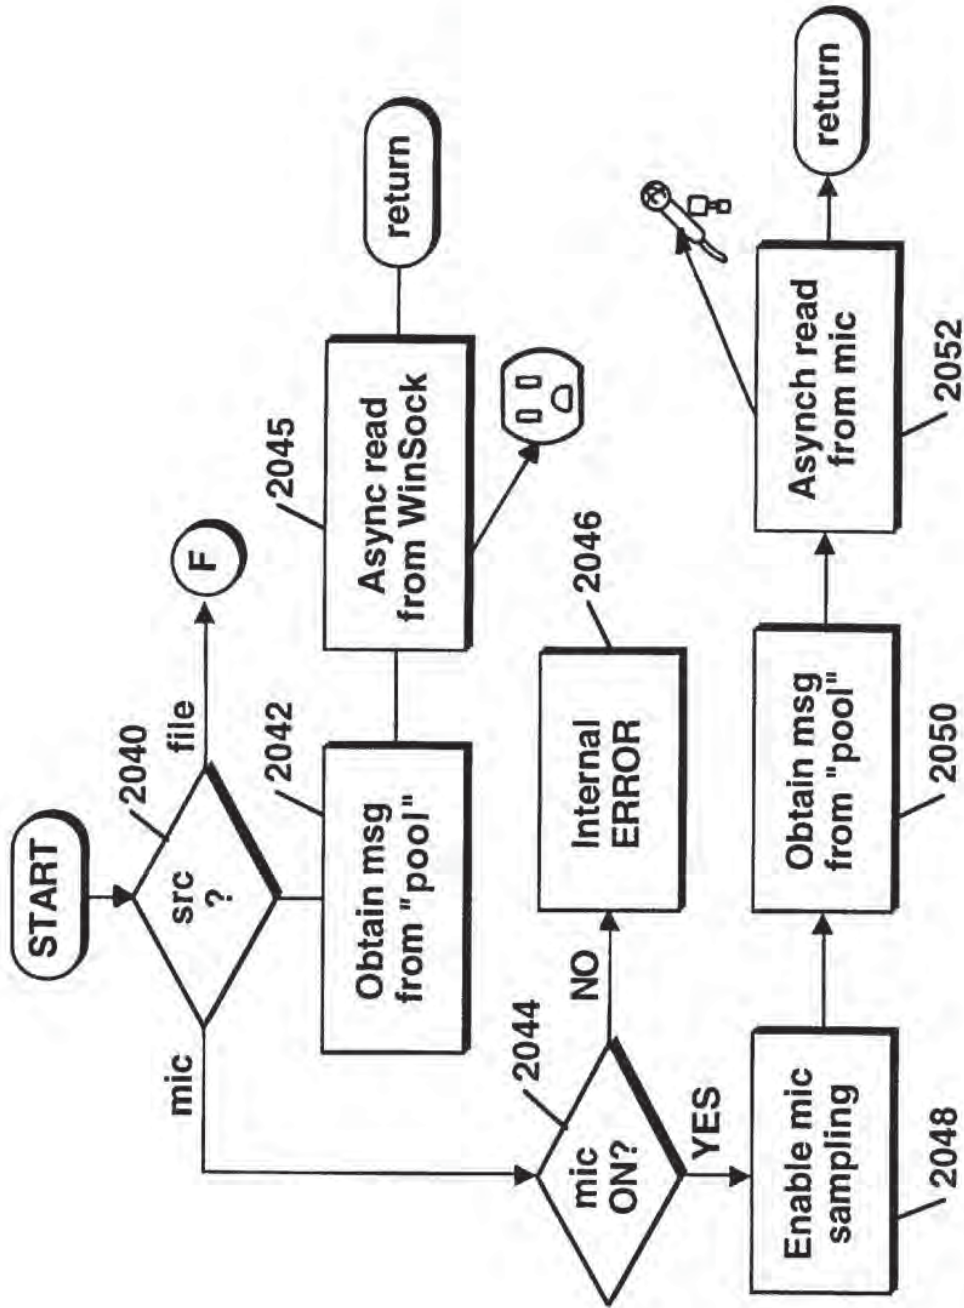 START
2040
src
?
mic
file
F
2042
Obtain msg
from "pool"
2045
Async read
from WinSock
return
2044
mic
ON?
NO
YES
2046
Internal
ERROR
Enable mic
sampling
2048
Obtain msg
from "pool"
2050
Asynch read
from mic
2052
return